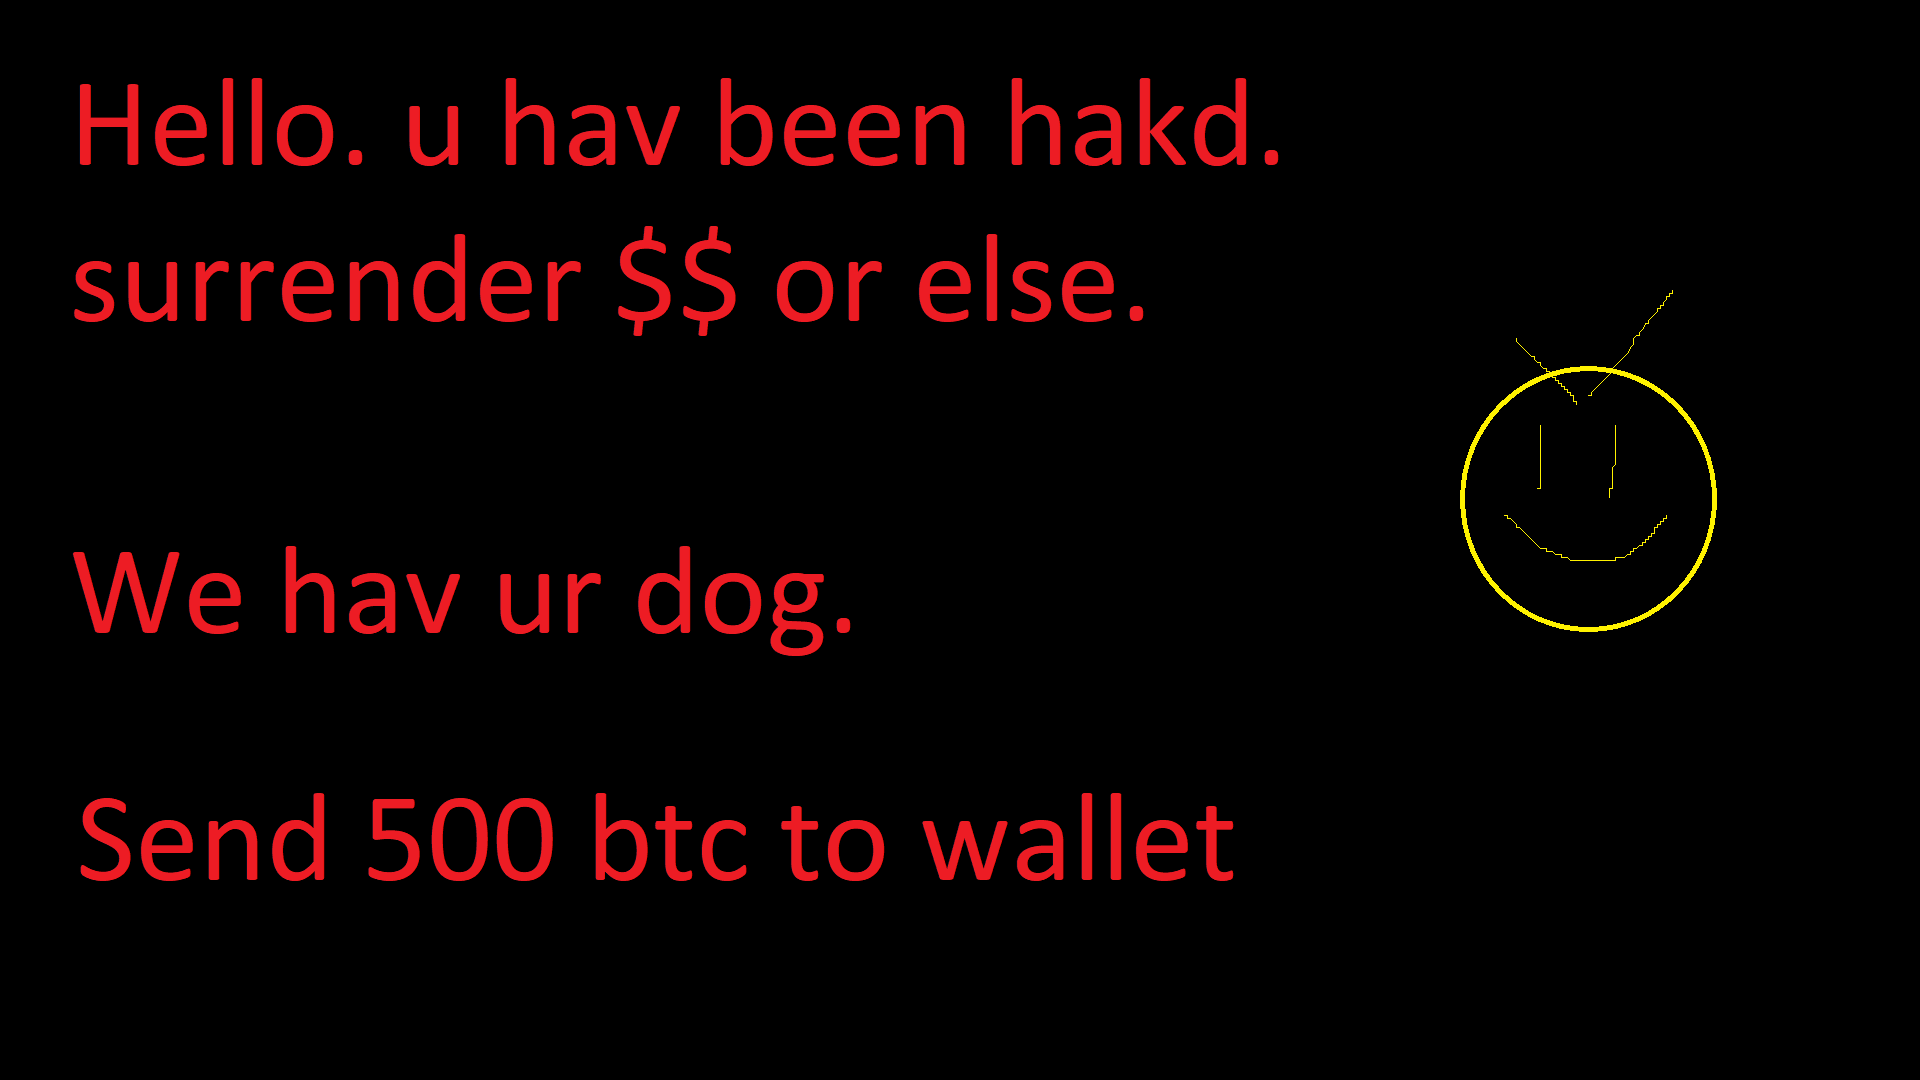 Hello. u hav been hakd.
surrender $$ or else.
We hav ur dog.
Send 500 btc to wallet